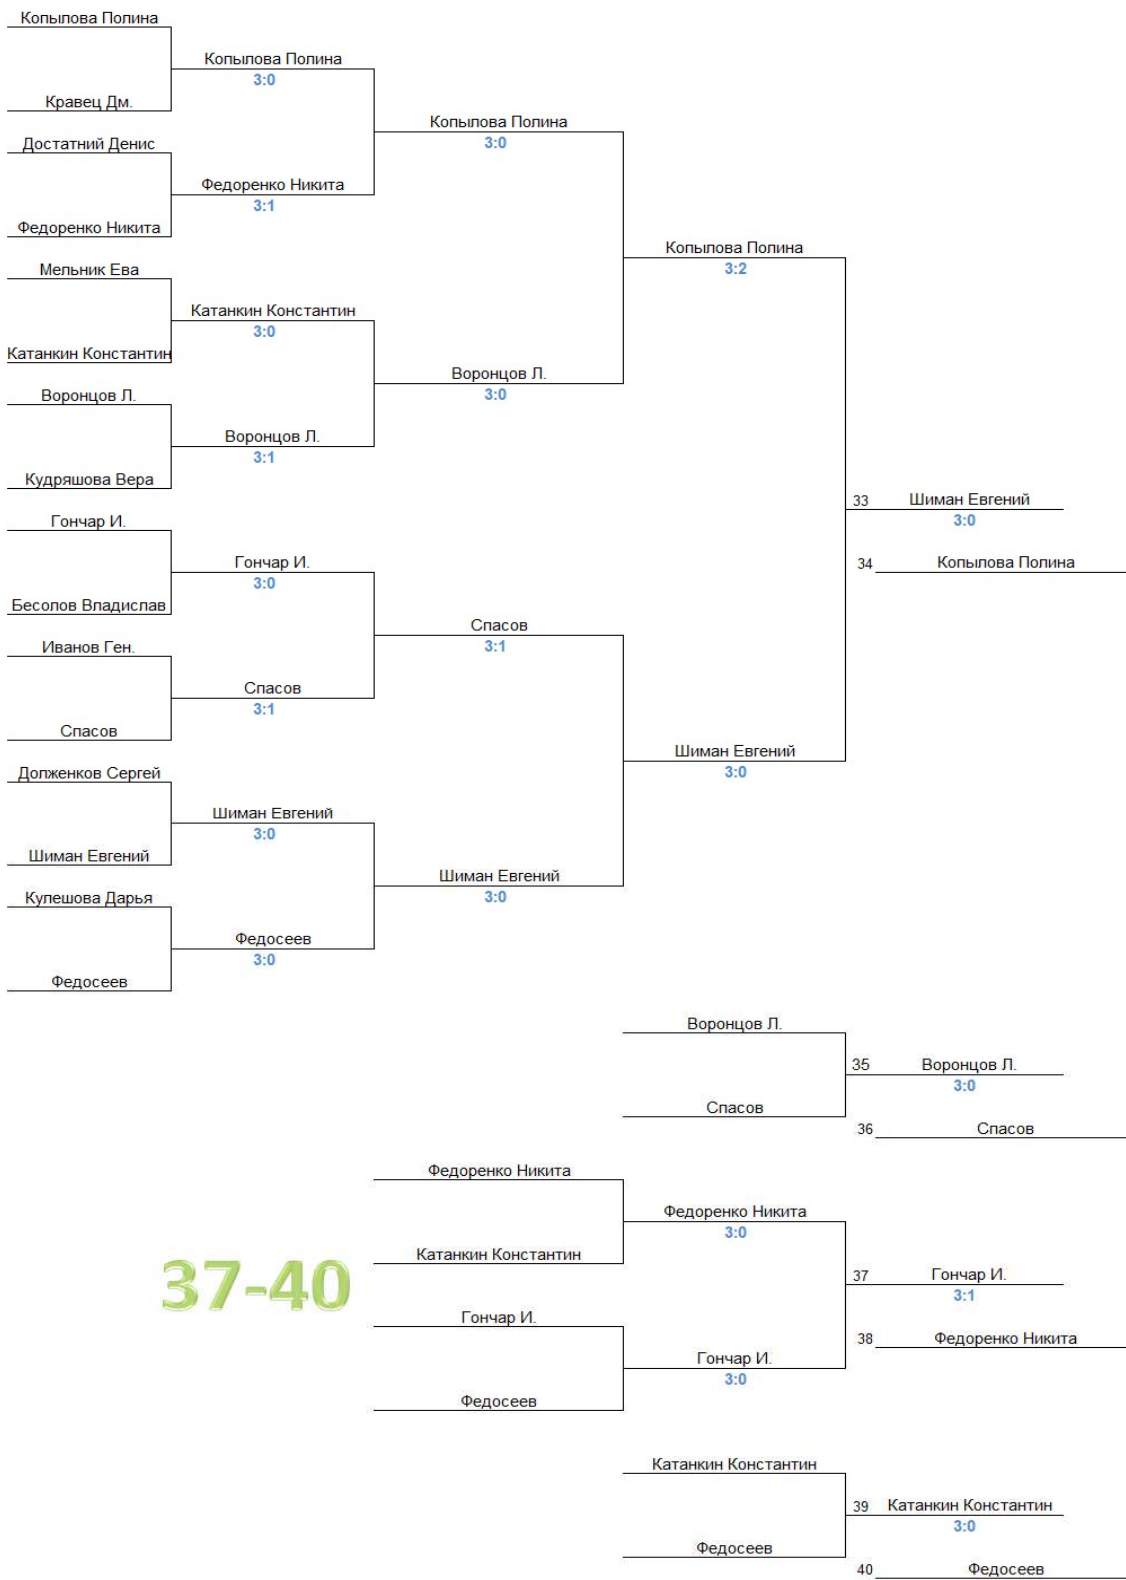 Копылова Полина
Копылова Полина
3:0
Кравец Дм.
Копылова Полина
3:0
Достатний Денис
Федоренко Никита
3:1
Федоренко Никита
Копылова Полина
3:2
Мельник Ева
Катанкин Константин
3:0
Катанкин Константин
Воронцов Л.
3:0
Воронцов Л.
Воронцов Л.
3:1
Кудряшова Вера
33 Шиман Евгений
3:0
Гончар И.
Гончар И.
3:0
34 Копылова Полина
Бесолов Владислав
Спасов
3:1
Иванов Ген.
Спасов
3:1
Спасов
Шиман Евгений
3:0
Долженков Сергей
Шиман Евгений
3:0
Шиман Евгений
Шиман Евгений
3:0
Кулешова Дарья
Федосеев
3:0
Федосеев
Воронцов Л.
35 Воронцов Л.
3:0
Спасов
36 Спасов
Федоренко Никита
Федоренко Никита
3:0
Катанкин Константин
37-40
37 Гончар И.
3:1
Гончар И.
38 Федоренко Никита
Гончар И.
3:0
Федосеев
Катанкин Константин
39 Катанкин Константин
3:0
Федосеев
40 Федосеев